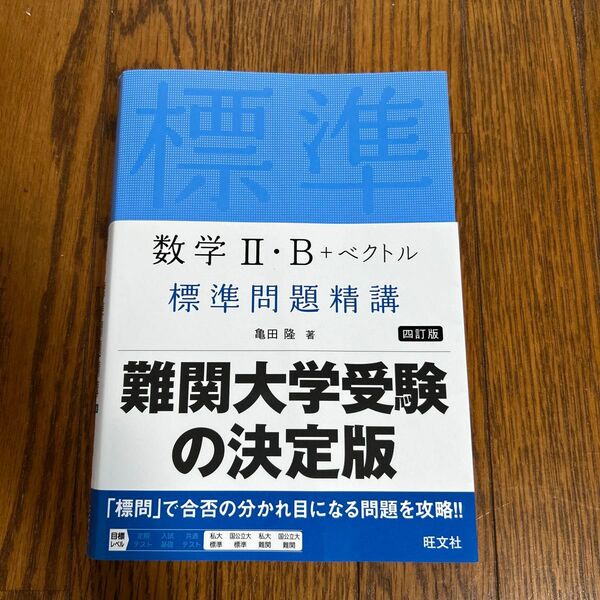 標準
数学 Ⅱ・B+ベクトル
標準問題精講
亀田 隆 著
四訂版
難関大学受験
の決定版
「標問」で合否の分かれ目になる問題を攻略!!
目標レベル 定期テスト 入試基礎 共通テスト 私大標準 国公立大標準 私大難関 国公立大難関
旺文社